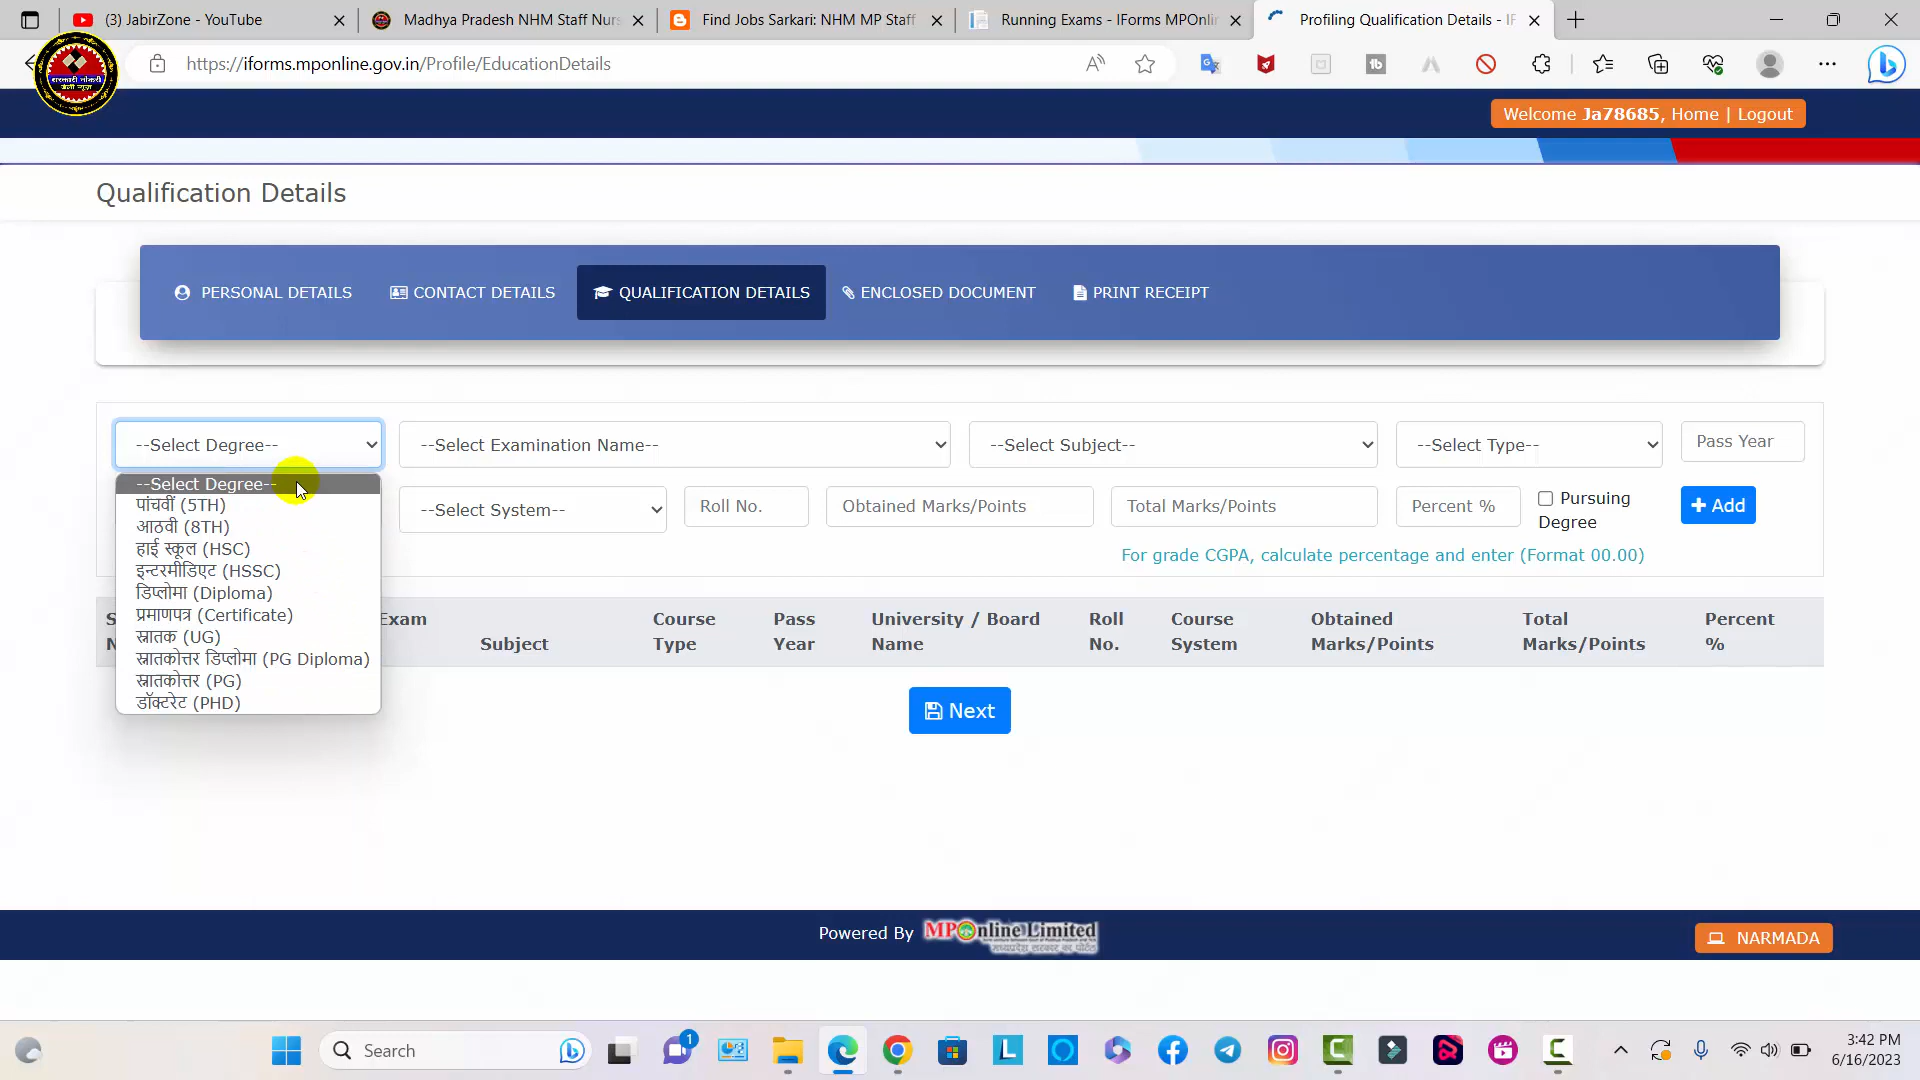 (3) JabirZone - YouTube
Madhya Pradesh NHM Staff Nurs
Find Jobs Sarkari: NHM MP Staff
Running Exams - IForms MPOnlin
Profiling Qualification Details - IF
https://iforms.mponline.gov.in/Profile/EducationDetails
सरकारी नौकरी
Welcome Ja78685, Home | Logout
Qualification Details
PERSONAL DETAILS
CONTACT DETAILS
QUALIFICATION DETAILS
ENCLOSED DOCUMENT
PRINT RECEIPT
--Select Degree--
--Select Examination Name--
--Select Subject--
--Select Type--
Pass Year
--Select Degree--
पांचवीं (5TH)
आठवी (8TH)
हाई स्कूल (HSC)
इन्टरमीडिएट (HSSC)
डिप्लोमा (Diploma)
प्रमाणपत्र (Certificate)
स्नातक (UG)
स्नातकोत्तर डिप्लोमा (PG Diploma)
स्नातकोत्तर (PG)
डॉक्टरेट (PHD)
--Select System--
Roll No.
Obtained Marks/Points
Total Marks/Points
Percent %
Pursuing Degree
+ Add
For grade CGPA, calculate percentage and enter (Format 00.00)
S
N
Exam
Subject
Course Type
Pass Year
University / Board Name
Roll No.
Course System
Obtained Marks/Points
Total Marks/Points
Percent %
Next
Powered By MPOnline Limited
NARMADA
Search
1
3:42 PM
6/16/2023